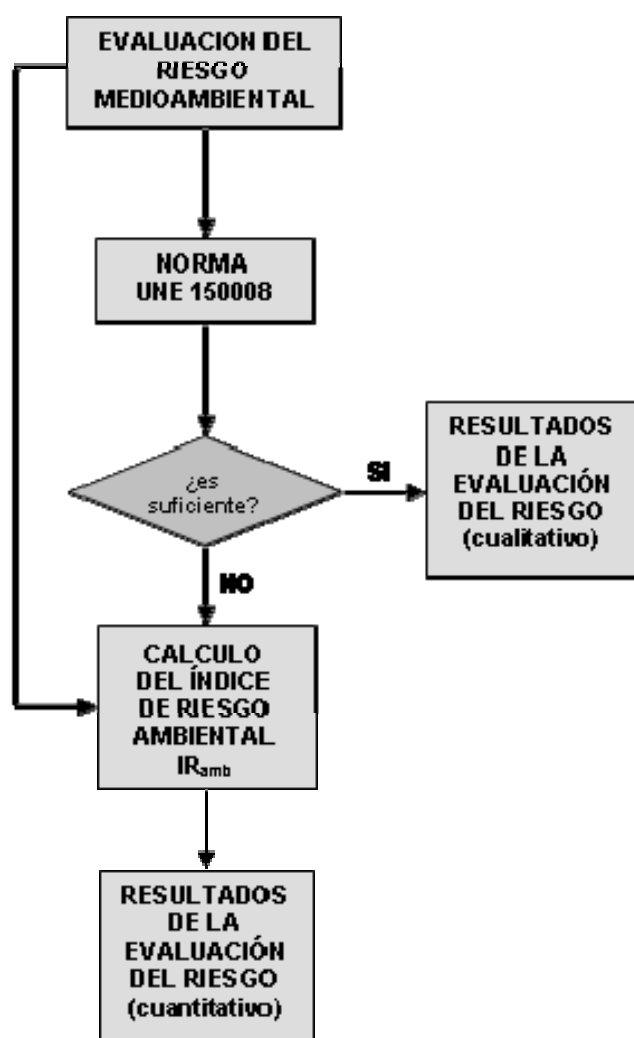 EVALUACION DEL
RIESGO
MEDIOAMBIENTAL
NORMA
UNE 150008
¿es
suficiente?
SI
RESULTADOS
DE LA
EVALUACIÓN
DEL RIESGO
(cualitativo)
NO
CALCULO
DEL ÍNDICE
DE RIESGO
AMBIENTAL
IRamb
RESULTADOS
DE LA
EVALUACIÓN
DEL RIESGO
(cuantitativo)